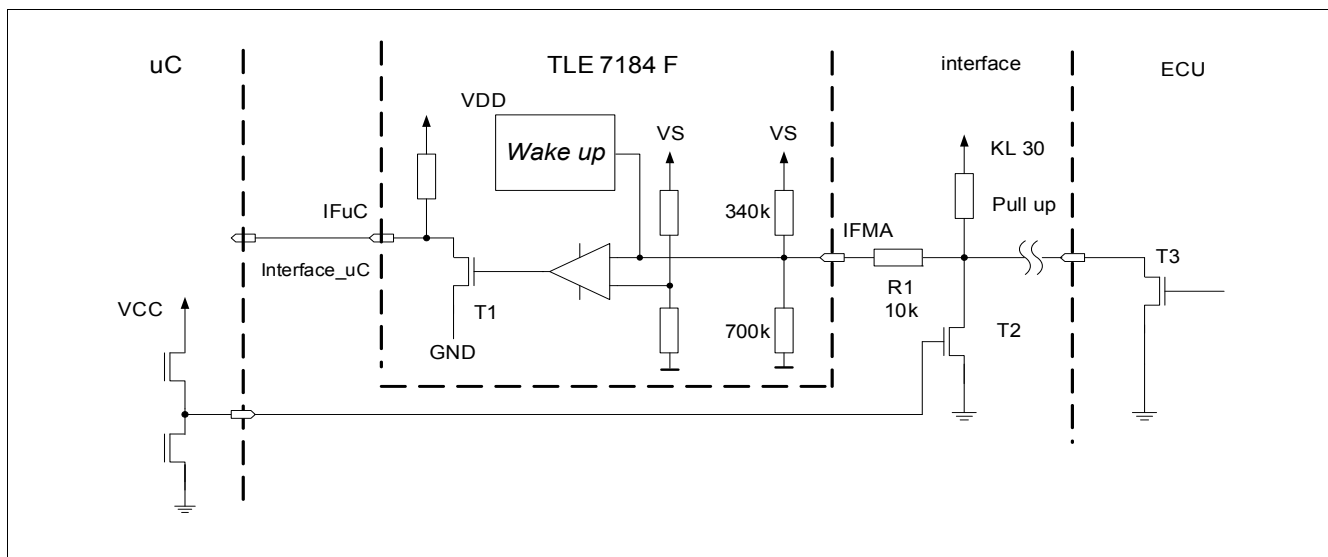 uC
TLE 7184 F
interface
ECU
VDD
Wake up
VS
VS
KL 30
340k
Pull up
IFuC
IFMA
T3
Interface_uC
R1
10k
VCC
T1
T2
700k
GND